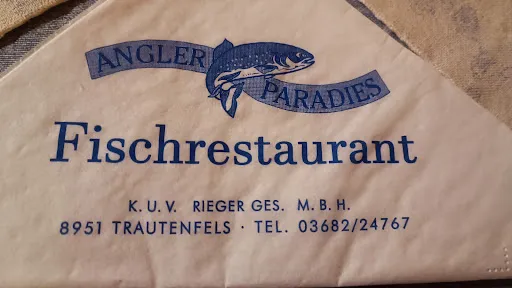 ANGLER
PARADIES
Fischrestaurant
K.U.V. RIEGER GES. M.B.H.
8951 TRAUTENFELS · TEL. 03682/24767